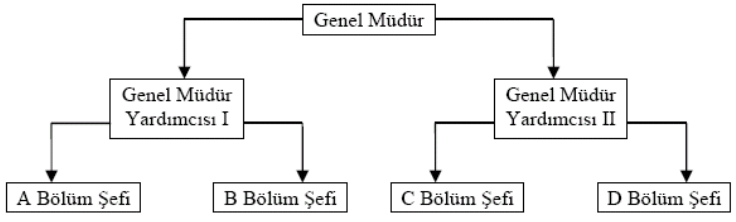 Genel Müdür
Genel Müdür
Yardımcısı I
Genel Müdür
Yardımcısı II
A Bölüm Şefi
B Bölüm Şefi
C Bölüm Şefi
D Bölüm Şefi